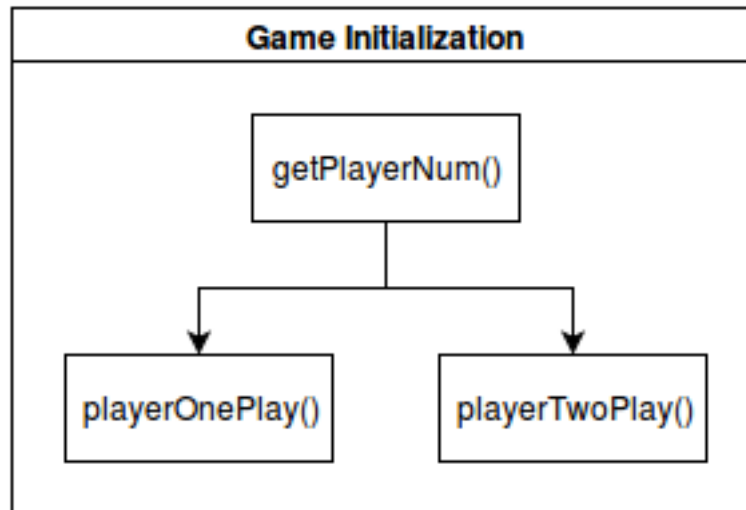 Game Initialization
getPlayerNum()
playerOnePlay()
playerTwoPlay()